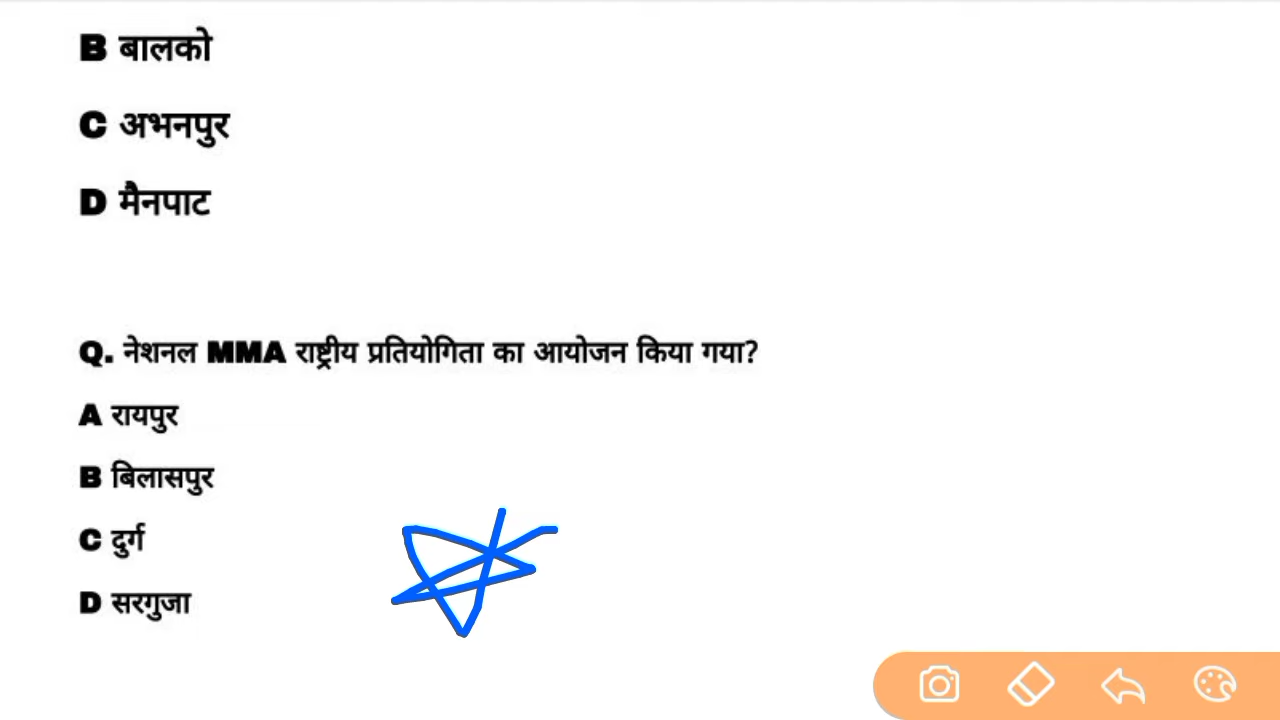 B बालको
C अभनपुर
D मैनपाट
Q. नेशनल MMA राष्ट्रीय प्रतियोगिता का आयोजन किया गया?
A रायपुर
B बिलासपुर
C दुर्ग
D सरगुजा